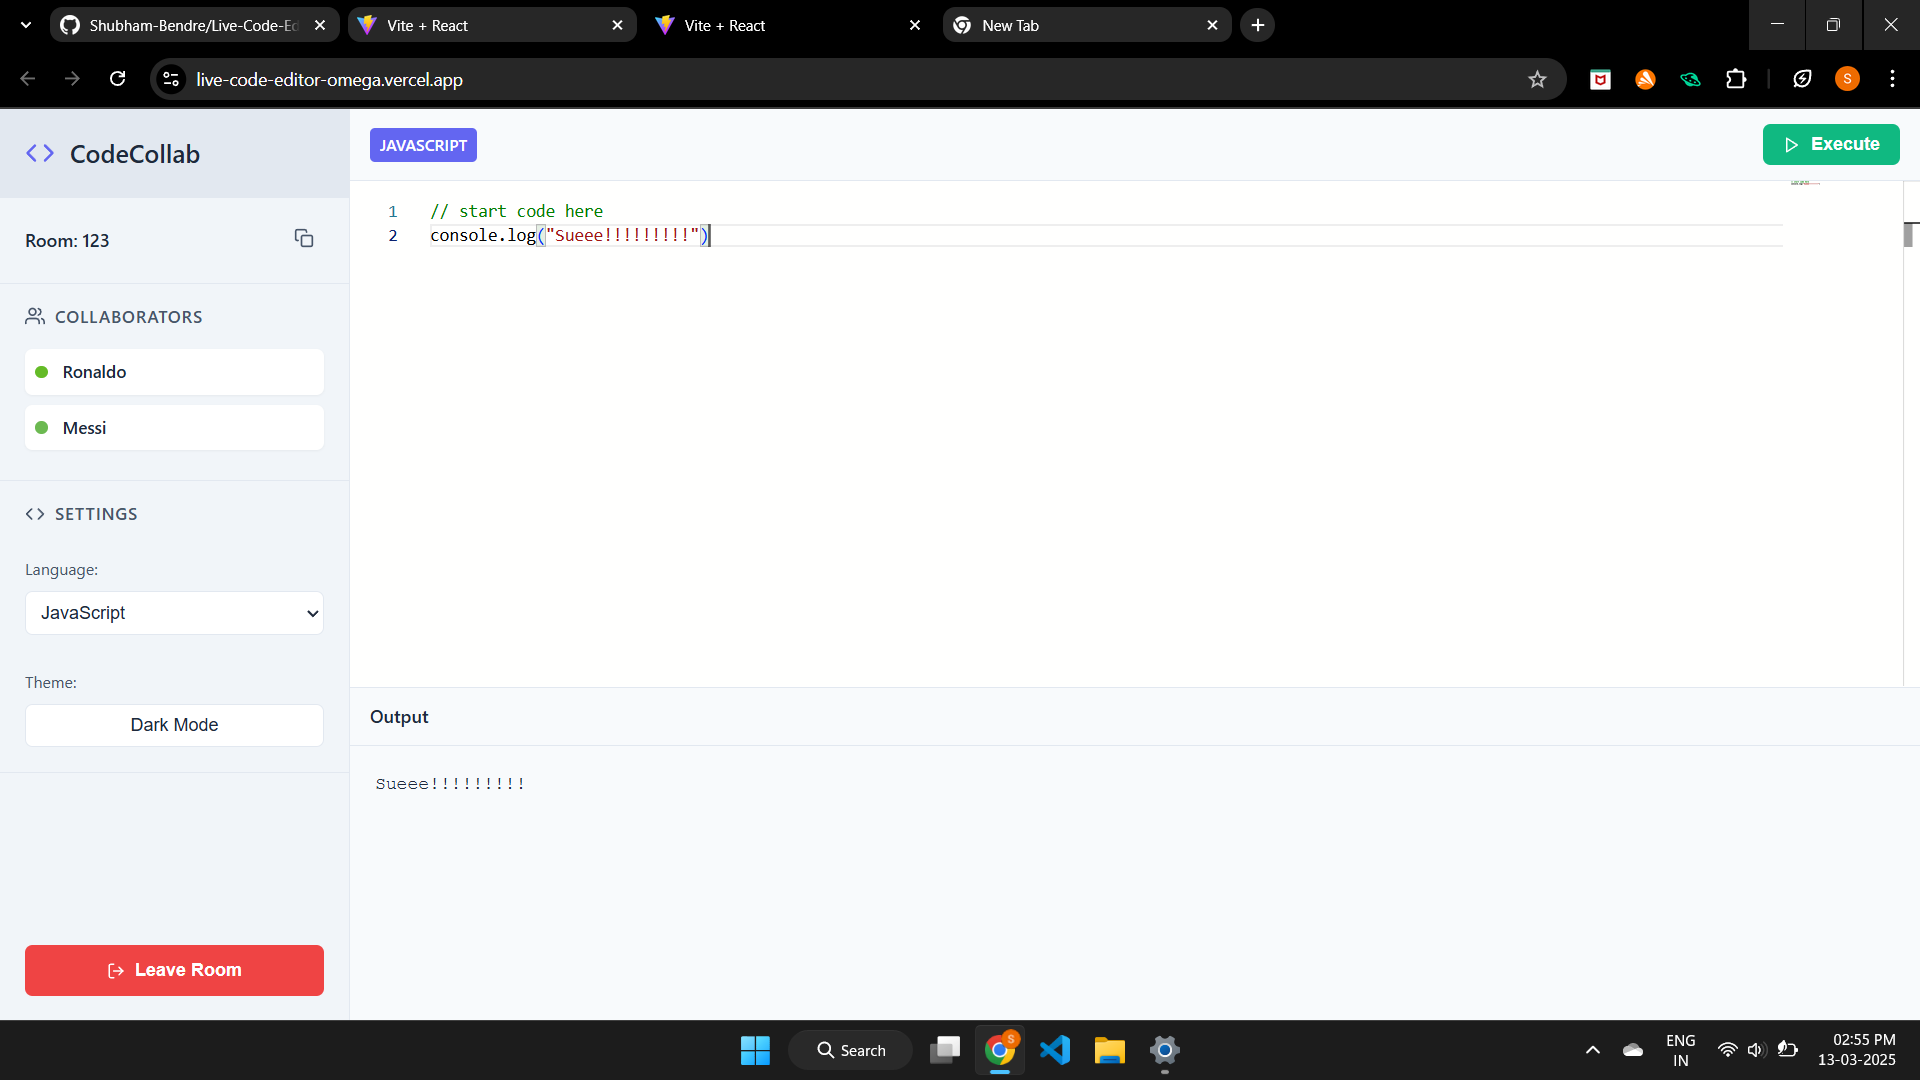 Shubham-Bendre/Live-Code-Ed
Vite + React
Vite + React
New Tab
live-code-editor-omega.vercel.app
S
CodeCollab
JAVASCRIPT
Execute
Room: 123
1 // start code here
2 console.log("Sueee!!!!!!!!!")
COLLABORATORS
Ronaldo
Messi
SETTINGS
Language:
JavaScript
Theme:
Dark Mode
Output
Sueee!!!!!!!!!
Leave Room
Search
S
ENG
IN
02:55 PM
13-03-2025